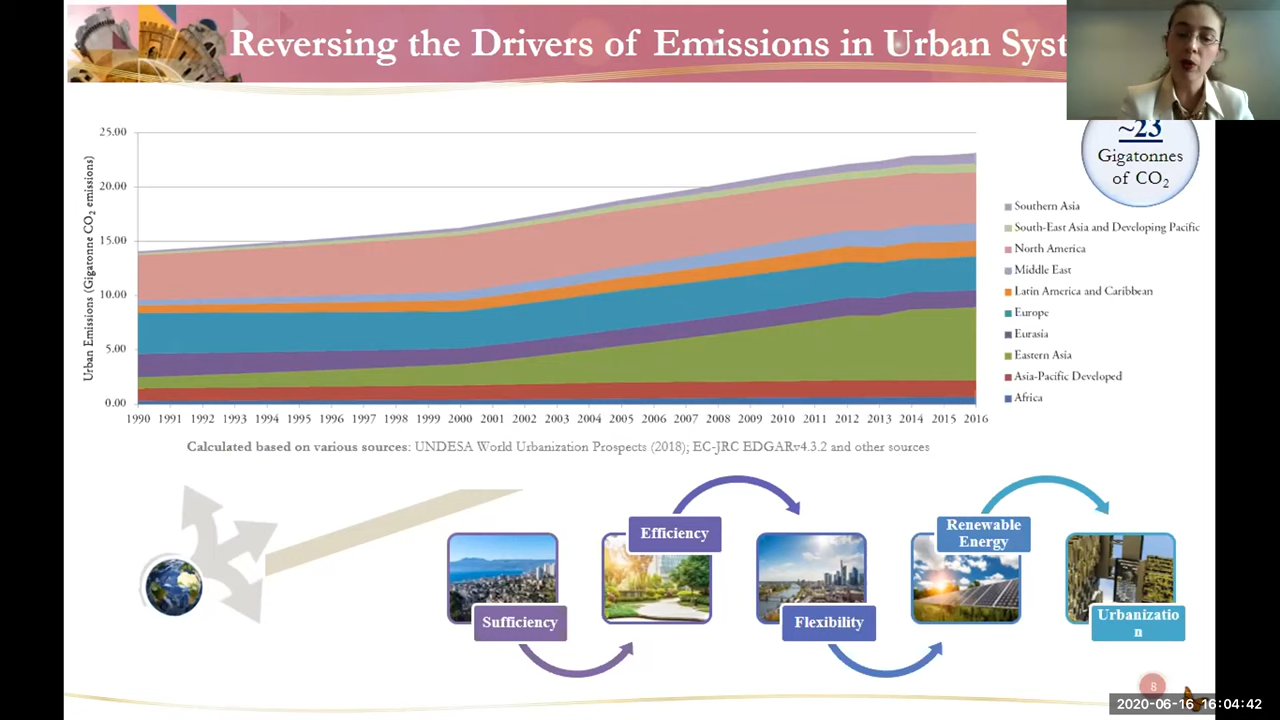 Reversing the Drivers of Emissions in Urban Syst
~23
Gigatonnes
of CO₂
Urban Emissions (Gigatonne CO₂ emissions)
25.00
20.00
15.00
10.00
5.00
0.00
1990 1991 1992 1993 1994 1995 1996 1997 1998 1999 2000 2001 2002 2003 2004 2005 2006 2007 2008 2009 2010 2011 2012 2013 2014 2015 2016
Southern Asia
South-East Asia and Developing Pacific
North America
Middle East
Latin America and Caribbean
Europe
Eurasia
Eastern Asia
Asia-Pacific Developed
Africa
Calculated based on various sources: UNDESA World Urbanization Prospects (2018); EC-JRC EDGARv4.3.2 and other sources
Sufficiency
Efficiency
Flexibility
Renewable
Energy
Urbanizatio
n
8
2020-06-16 16:04:42